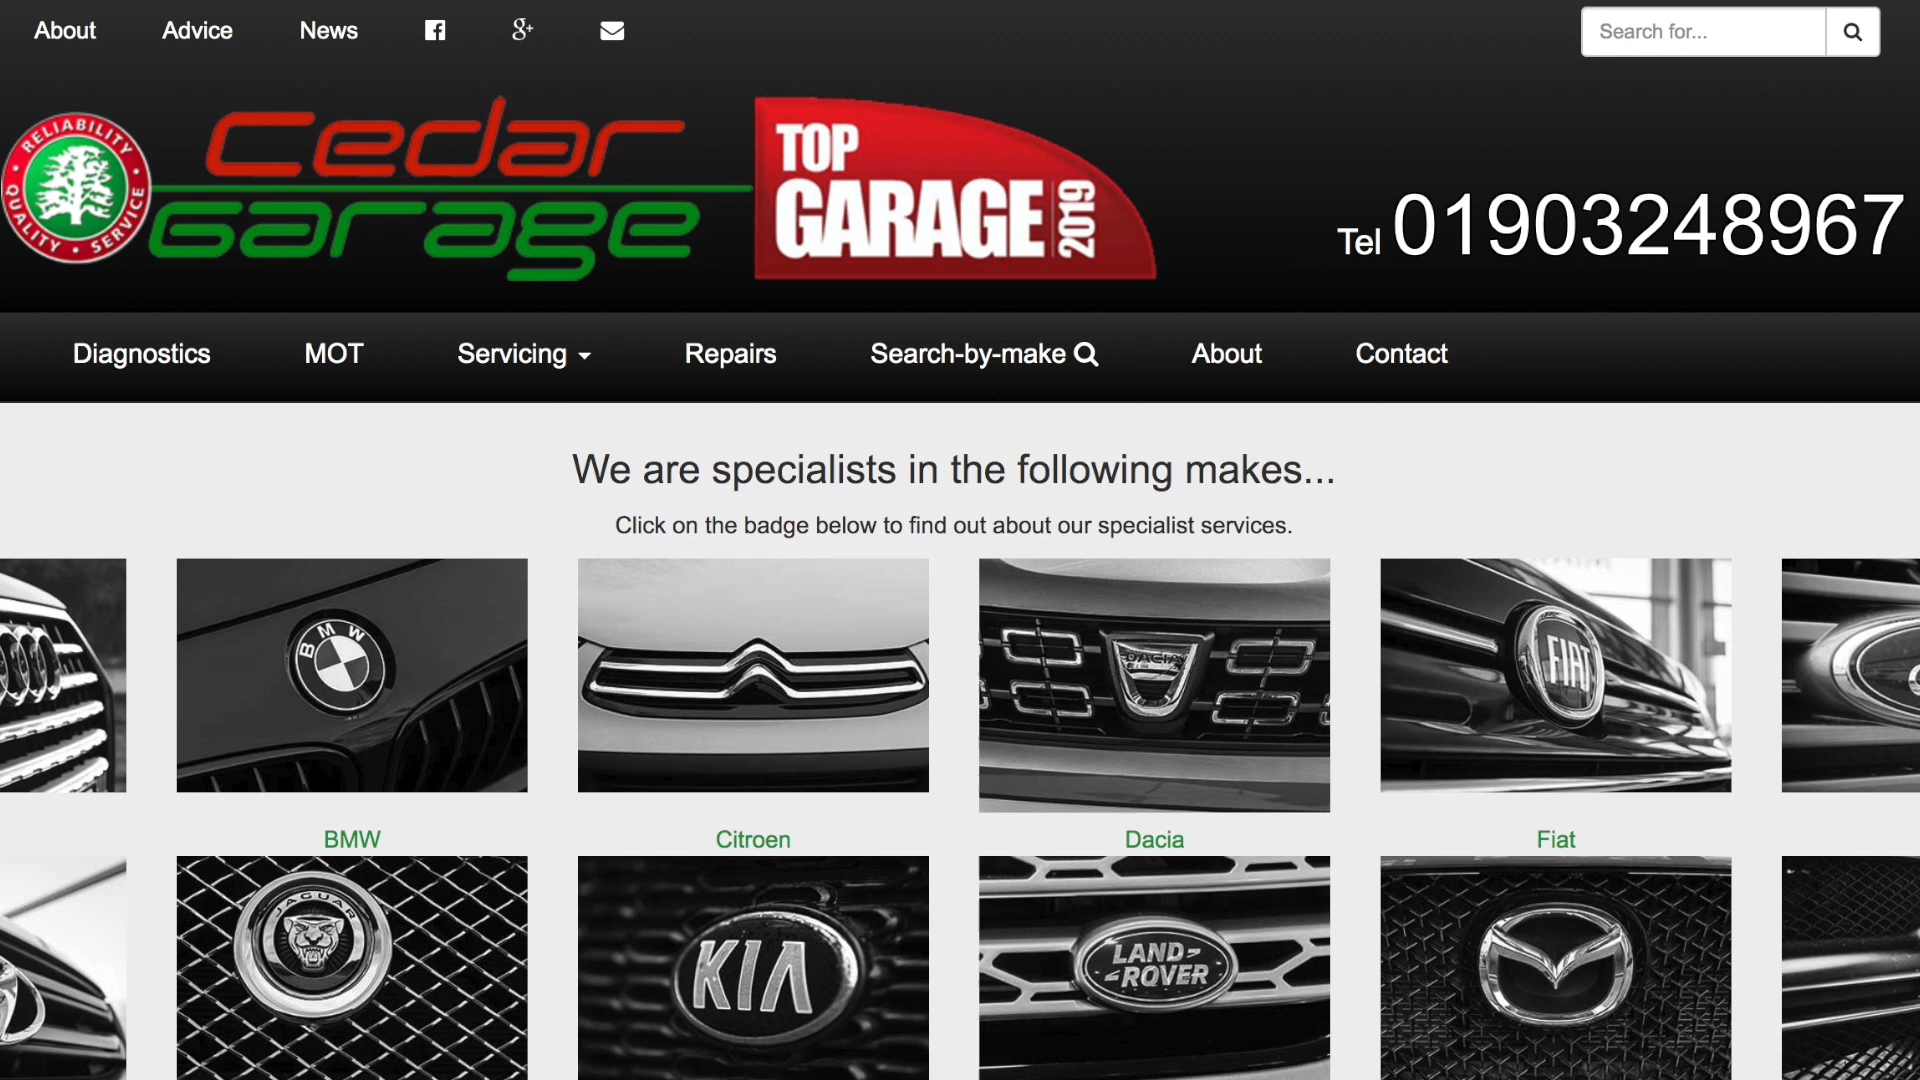 About Advice News g+ Search for...
RELIABILITY
QUALITY • SERVICE
Cedar
Garage
TOP
GARAGE 2019
Tel 01903248967
Diagnostics MOT Servicing Repairs Search-by-make About Contact
We are specialists in the following makes...
Click on the badge below to find out about our specialist services.
BMW
DACIA
FIAT
BMW Citroen Dacia Fiat
JAGUAR
KIA
LAND-
-ROVER